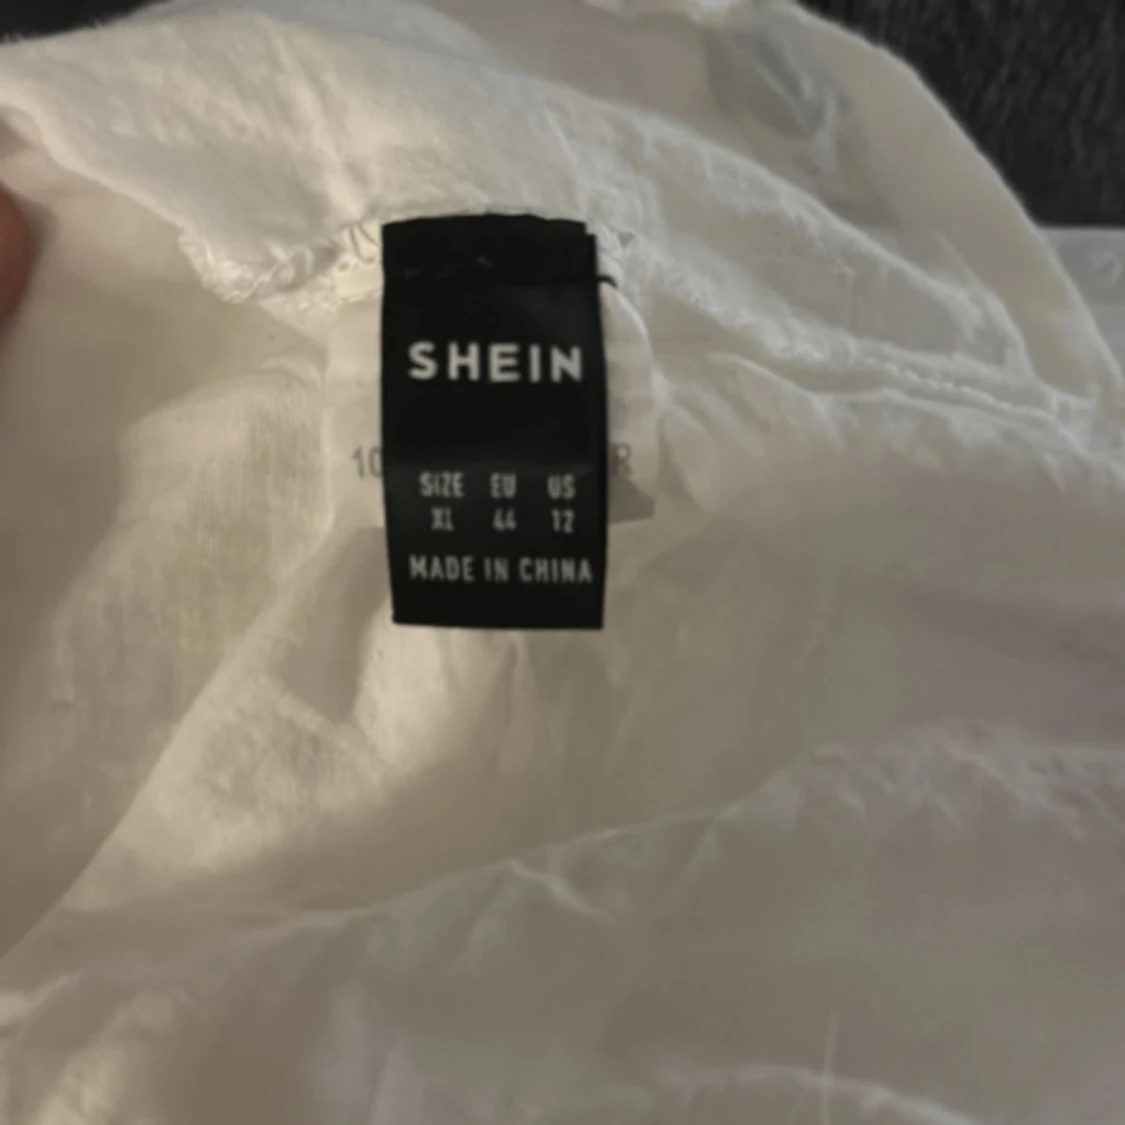 SHEIN
SIZE EU US
XL 44 12
MADE IN CHINA